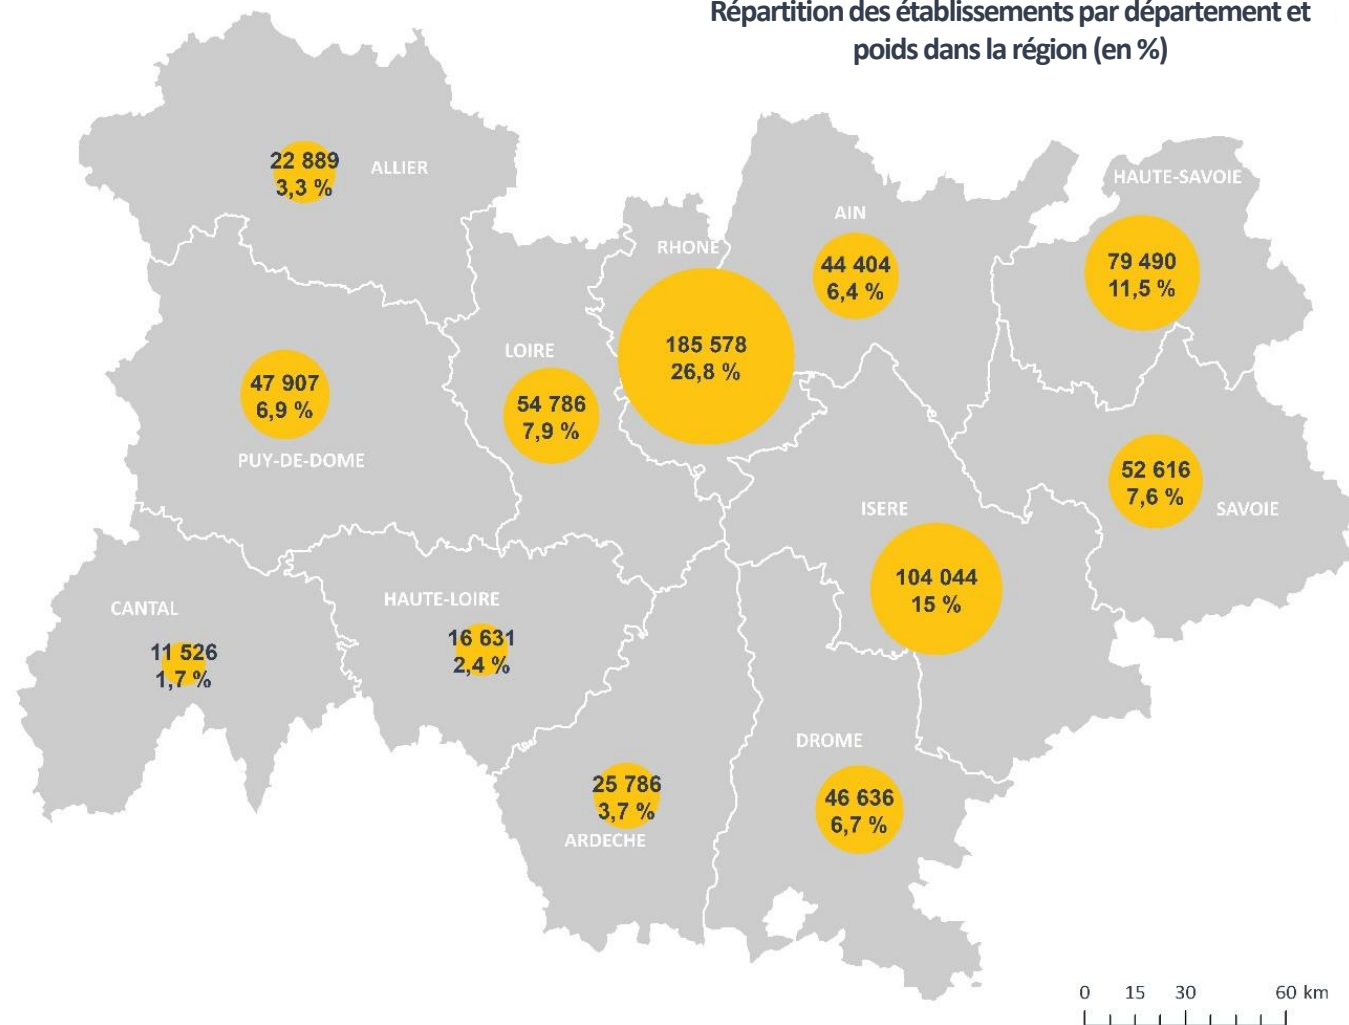 Répartition des établissements par département et
poids dans la région (en %)
22 889
3,3 %
ALLIER
HAUTE-SAVOIE
79 490
11,5 %
AIN
44 404
6,4 %
RHONE
185 578
26,8 %
LOIRE
54 786
7,9 %
47 907
6,9 %
PUY-DE-DOME
52 616
7,6 %
SAVOIE
ISERE
104 044
15 %
CANTAL
11 526
1,7 %
HAUTE-LOIRE
16 631
2,4 %
DROME
46 636
6,7 %
25 786
3,7 %
ARDECHE
0 15 30 60 km